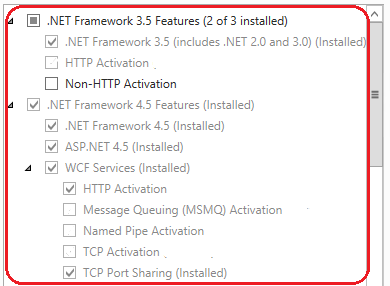 .NET Framework 3.5 Features (2 of 3 installed)
.NET Framework 3.5 (includes .NET 2.0 and 3.0) (Installed)
HTTP Activation
Non-HTTP Activation
.NET Framework 4.5 Features (Installed)
.NET Framework 4.5 (Installed)
ASP.NET 4.5 (Installed)
WCF Services (Installed)
HTTP Activation
Message Queuing (MSMQ) Activation
Named Pipe Activation
TCP Activation
TCP Port Sharing (Installed)